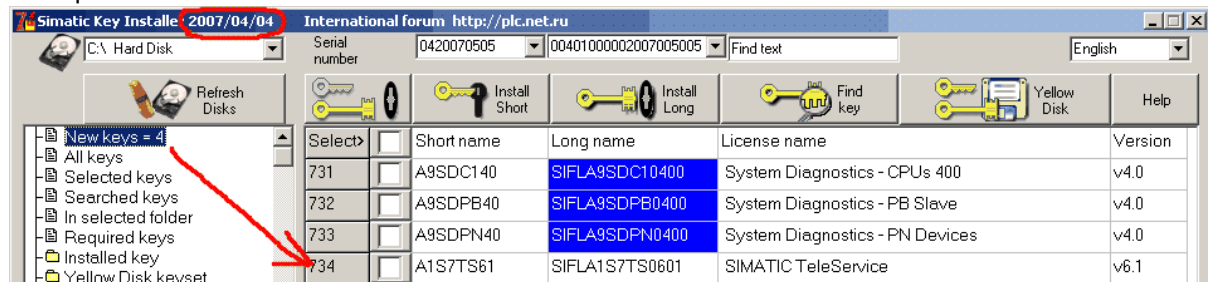 Simatic Key Installer 2007/04/04 International forum http://plc.net.ru
C:\ Hard Disk Serial number 0420070505 00401000002007005005 Find text English
Refresh Disks Install Short Install Long Find key Yellow Disk Help
New keys = 4 Select> Short name Long name License name Version
All keys
731 A9SDC140 SIFLA9SDC10400 System Diagnostics - CPUs 400 v4.0
Selected keys
Searched keys
732 A9SDPB40 SIFLA9SDPB0400 System Diagnostics - PB Slave v4.0
In selected folder
Required keys
733 A9SDPN40 SIFLA9SDPN0400 System Diagnostics - PN Devices v4.0
Installed key
734 A1S7TS61 SIFLA1S7TS0601 SIMATIC TeleService v6.1
Yellow Disk keyset